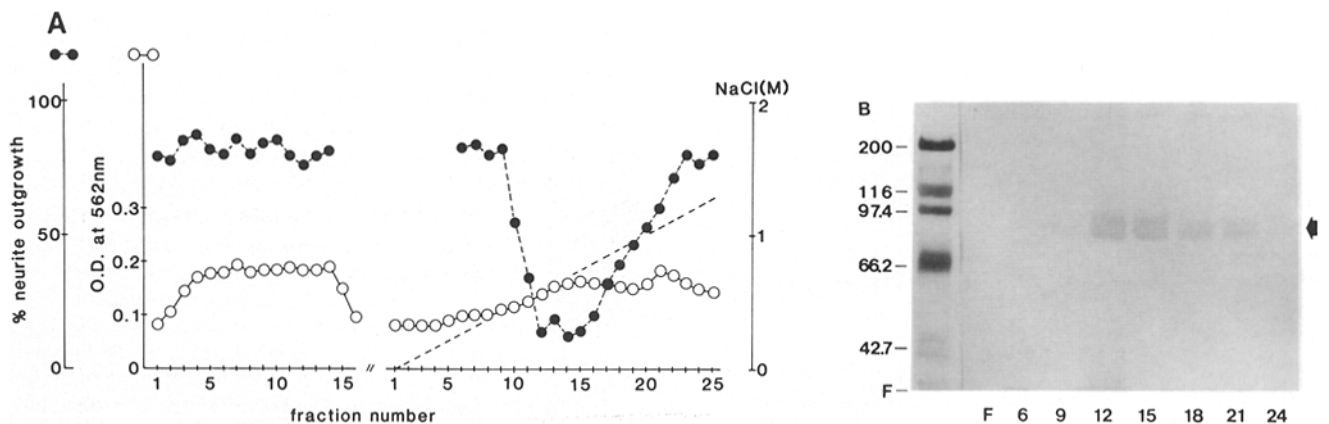 A
% neurite outgrowth
100
50
0
O.D. at 562nm
0.3
0.2
0.1
0
NaCl(M)
2
1
0
1 5 10 15 // 1 5 10 15 20 25
fraction number
B
200
116
97.4
66.2
42.7
F
F 6 9 12 15 18 21 24